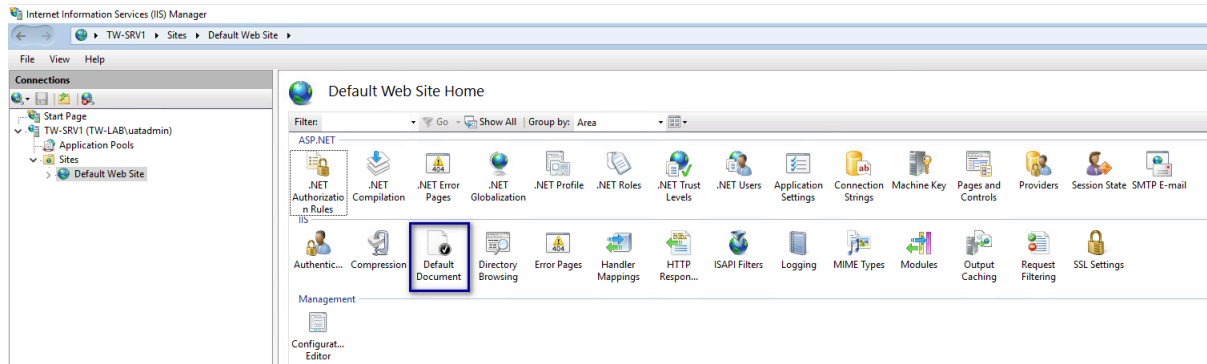 Internet Information Services (IIS) Manager
TW-SRV1 Sites Default Web Site
File View Help
Connections
Start Page
TW-SRV1 (TW-LAB\uatadmin)
Application Pools
Sites
Default Web Site
Default Web Site Home
Filter: Go Show All Group by: Area
ASP.NET
.NET Authorizatio n Rules
.NET Compilation
.NET Error Pages
.NET Globalization
.NET Profile
.NET Roles
.NET Trust Levels
.NET Users
Application Settings
Connection Strings
Machine Key
Pages and Controls
Providers
Session State
SMTP E-mail
IIS
Authentic...
Compression
Default Document
Directory Browsing
Error Pages
Handler Mappings
HTTP Respon...
ISAPI Filters
Logging
MIME Types
Modules
Output Caching
Request Filtering
SSL Settings
Management
Configurat... Editor